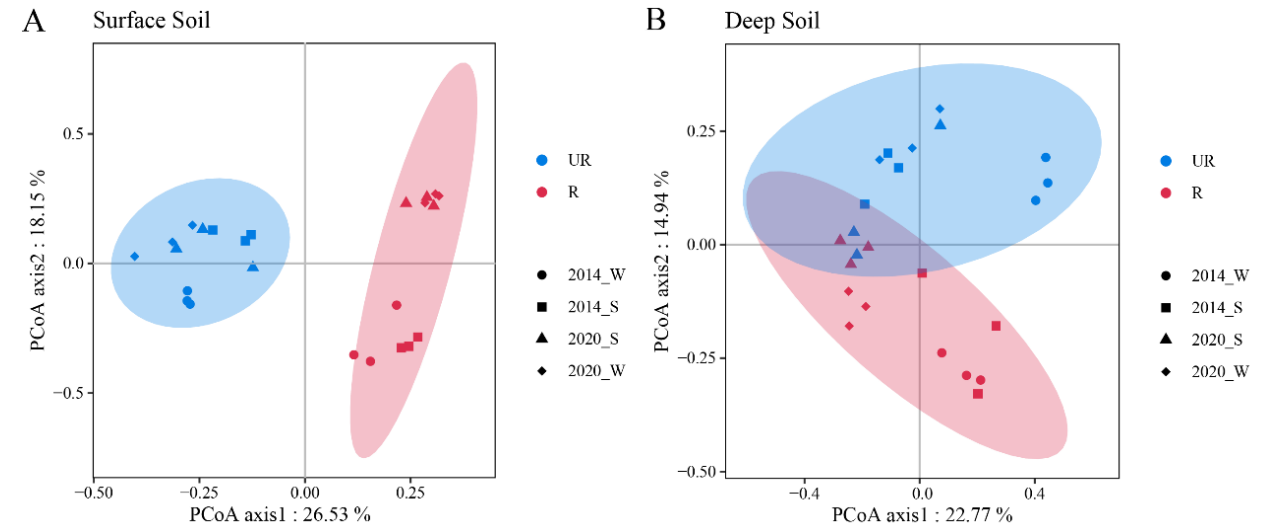 A
Surface Soil
0.5
0.0
−0.5
−0.50
−0.25
0.00
0.25
PCoA axis2 : 18.15 %
PCoA axis1 : 26.53 %
UR
R
2014_W
2014_S
2020_S
2020_W
B
Deep Soil
0.25
0.00
−0.25
−0.50
−0.4
0.0
0.4
PCoA axis2 : 14.94 %
PCoA axis1 : 22.77 %
UR
R
2014_W
2014_S
2020_S
2020_W